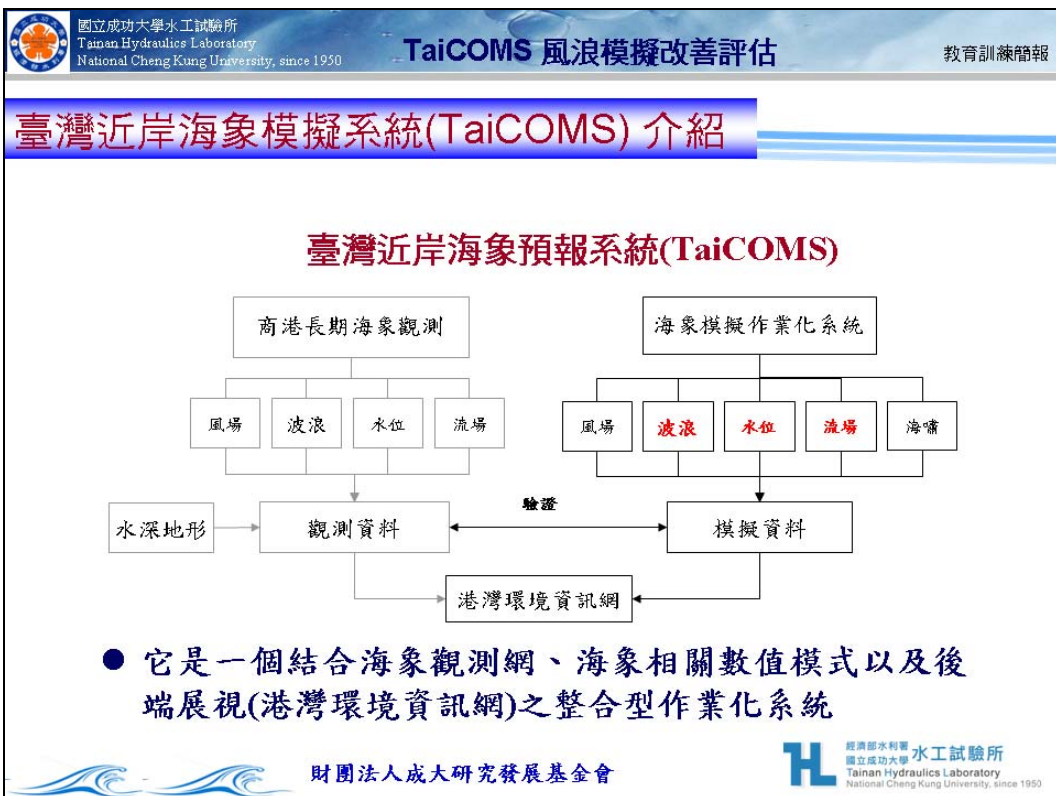 國立成功大學水工試驗所
Tainan Hydraulics Laboratory
National Cheng Kung University, since 1950
TaiCOMS 風浪模擬改善評估
教育訓練簡報
臺灣近岸海象模擬系統(TaiCOMS) 介紹
臺灣近岸海象預報系統(TaiCOMS)
商港長期海象觀測
海象模擬作業化系統
風場
波浪
水位
流場
風場
波浪
水位
流場
海嘯
驗證
水深地形
觀測資料
模擬資料
港灣環境資訊網
● 它是一個結合海象觀測網、海象相關數值模式以及後
端展視(港灣環境資訊網)之整合型作業化系統
財團法人成大研究發展基金會
經濟部水利署
國立成功大學
水工試驗所
Tainan Hydraulics Laboratory
National Cheng Kung University, since 1950